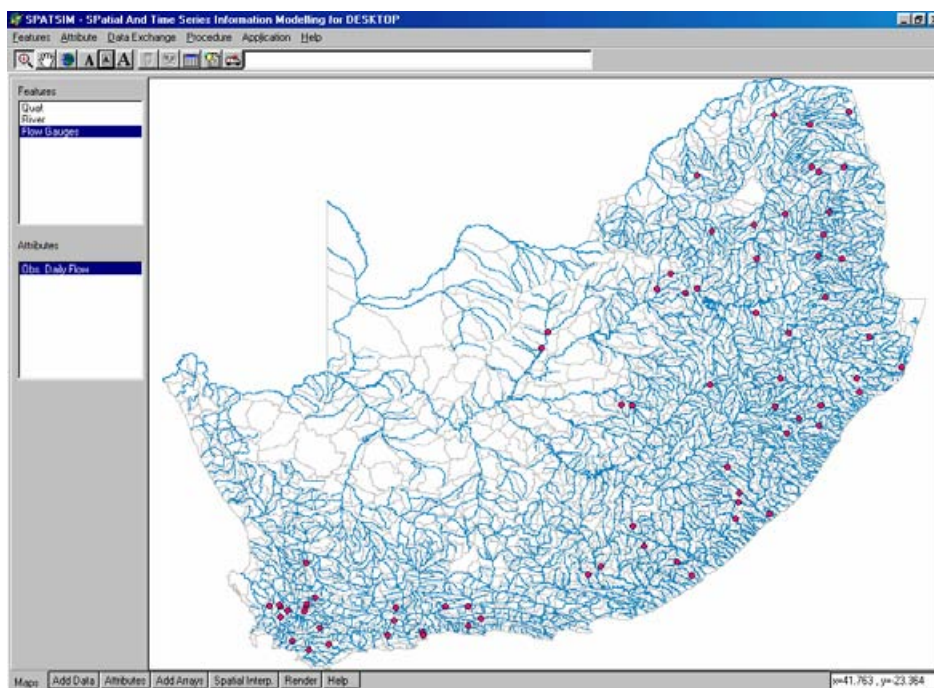 SPATSIM - SPatial And Time Series Information Modelling for DESKTOP
Features Attribute Data Exchange Procedure Application Help
A A A
Features
Quat
River
Flow Gauges
Attributes
Obs. Daily Flow
Maps Add Data Attributes Add Arrays Spatial Interp. Render Help
x=41.763 , y=-23.364